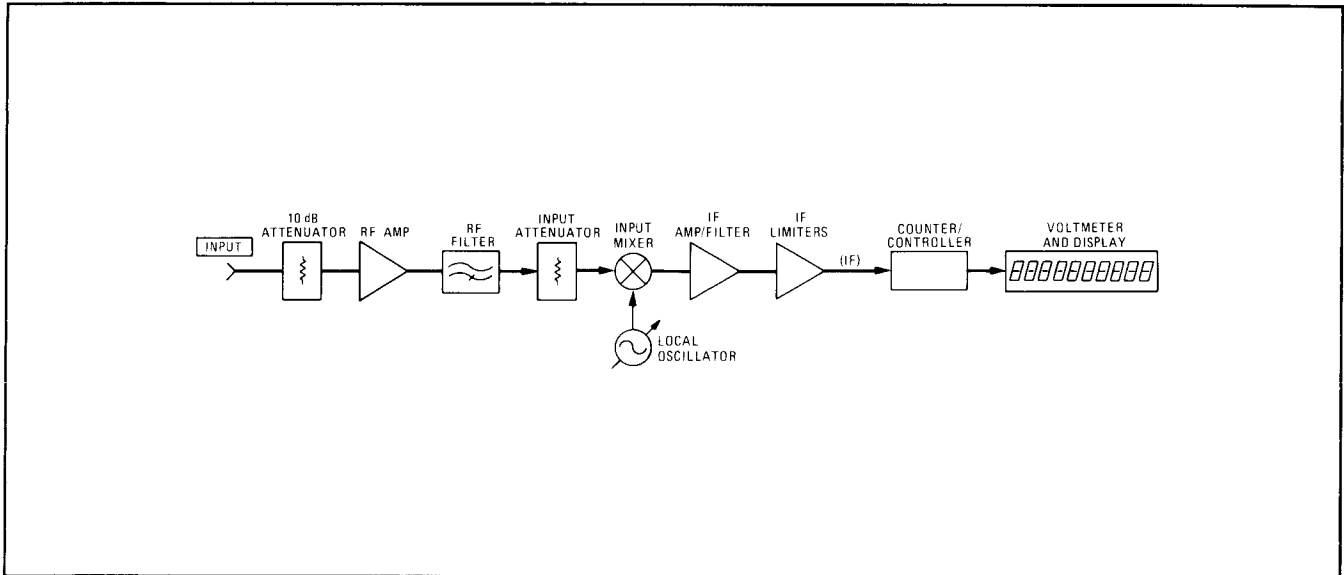 INPUT
10 dB
ATTENUATOR
RF AMP
RF
FILTER
INPUT
ATTENUATOR
INPUT
MIXER
LOCAL
OSCILLATOR
IF
AMP/FILTER
IF
LIMITERS
(IF)
COUNTER/
CONTROLLER
VOLTMETER
AND DISPLAY
8888888888